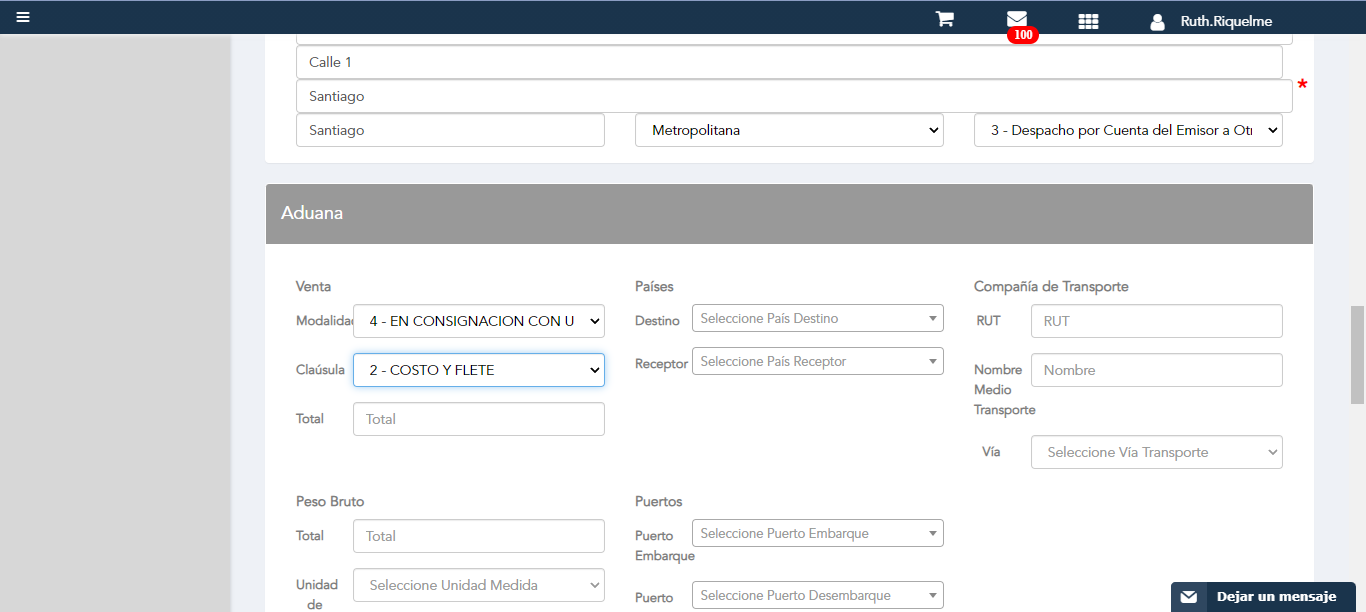 Ruth.Riquelme
100
Calle 1
Santiago
*
Santiago
Metropolitana
3 - Despacho por Cuenta del Emisor a Otr
Aduana
Venta
Modalidad
4 - EN CONSIGNACION CON U
Claúsula
2 - COSTO Y FLETE
Total
Total
Países
Destino
Seleccione País Destino
Receptor
Seleccione País Receptor
Compañía de Transporte
RUT
RUT
Nombre
Medio
Transporte
Nombre
Vía
Seleccione Vía Transporte
Peso Bruto
Total
Total
Unidad
de
Seleccione Unidad Medida
Puertos
Puerto
Embarque
Seleccione Puerto Embarque
Puerto
Seleccione Puerto Desembarque
Dejar un mensaje